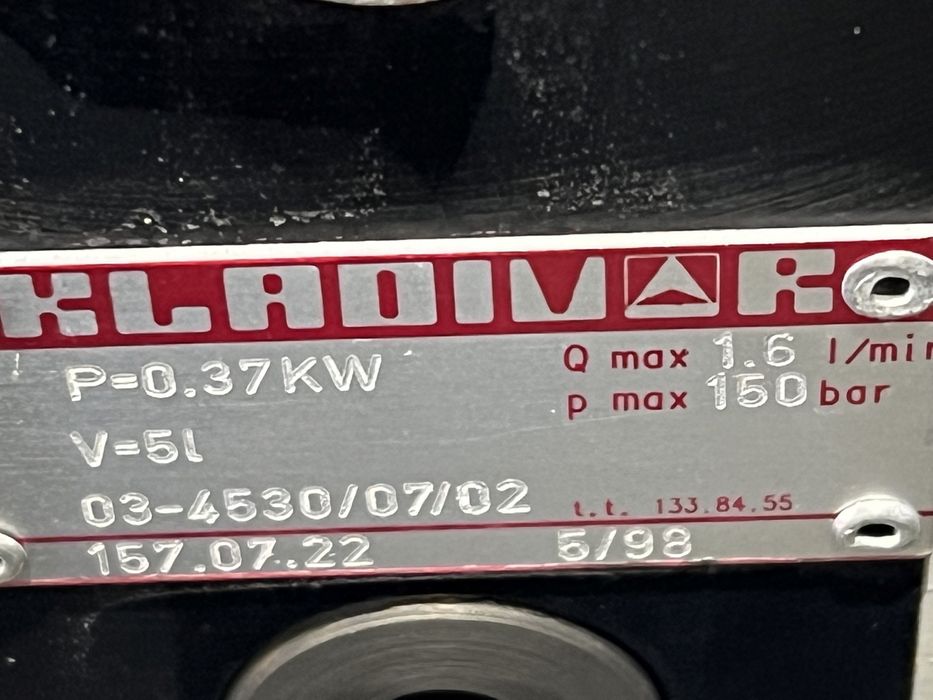 KLADIVAR
P=0.37KW
Q max 1.6 l/min
p max 150 bar
V=5l
03-4530/07/02
t.t. 133.84.55
157.07.22
5/98